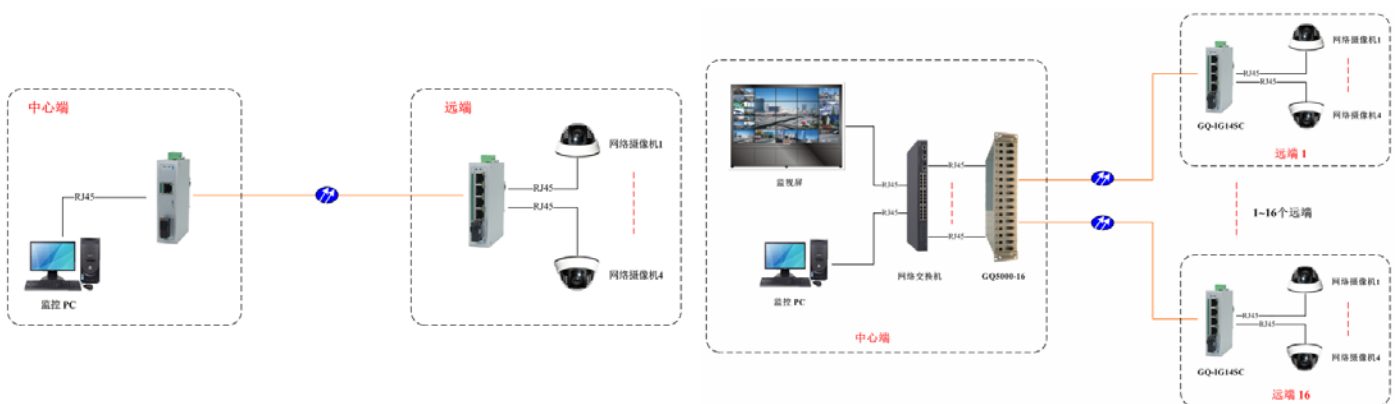 中心端
RJ45
监控 PC
远端
RJ45
RJ45
网络摄像机1
网络摄像机4
监视屏
监控 PC
RJ45
RJ45
网络交换机
RJ45
RJ45
GQ5000-16
中心端
GQ-IG14SC
RJ45
RJ45
网络摄像机1
网络摄像机4
远端 1
1~16个远端
GQ-IG14SC
RJ45
RJ45
网络摄像机1
网络摄像机4
远端 16